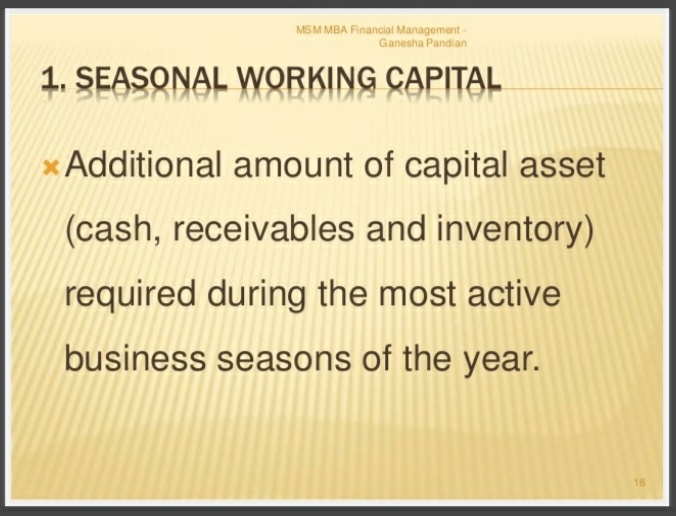 MSM MBA Financial Management -
Ganesha Pandian
1. SEASONAL WORKING CAPITAL
Additional amount of capital asset
(cash, receivables and inventory)
required during the most active
business seasons of the year.
16